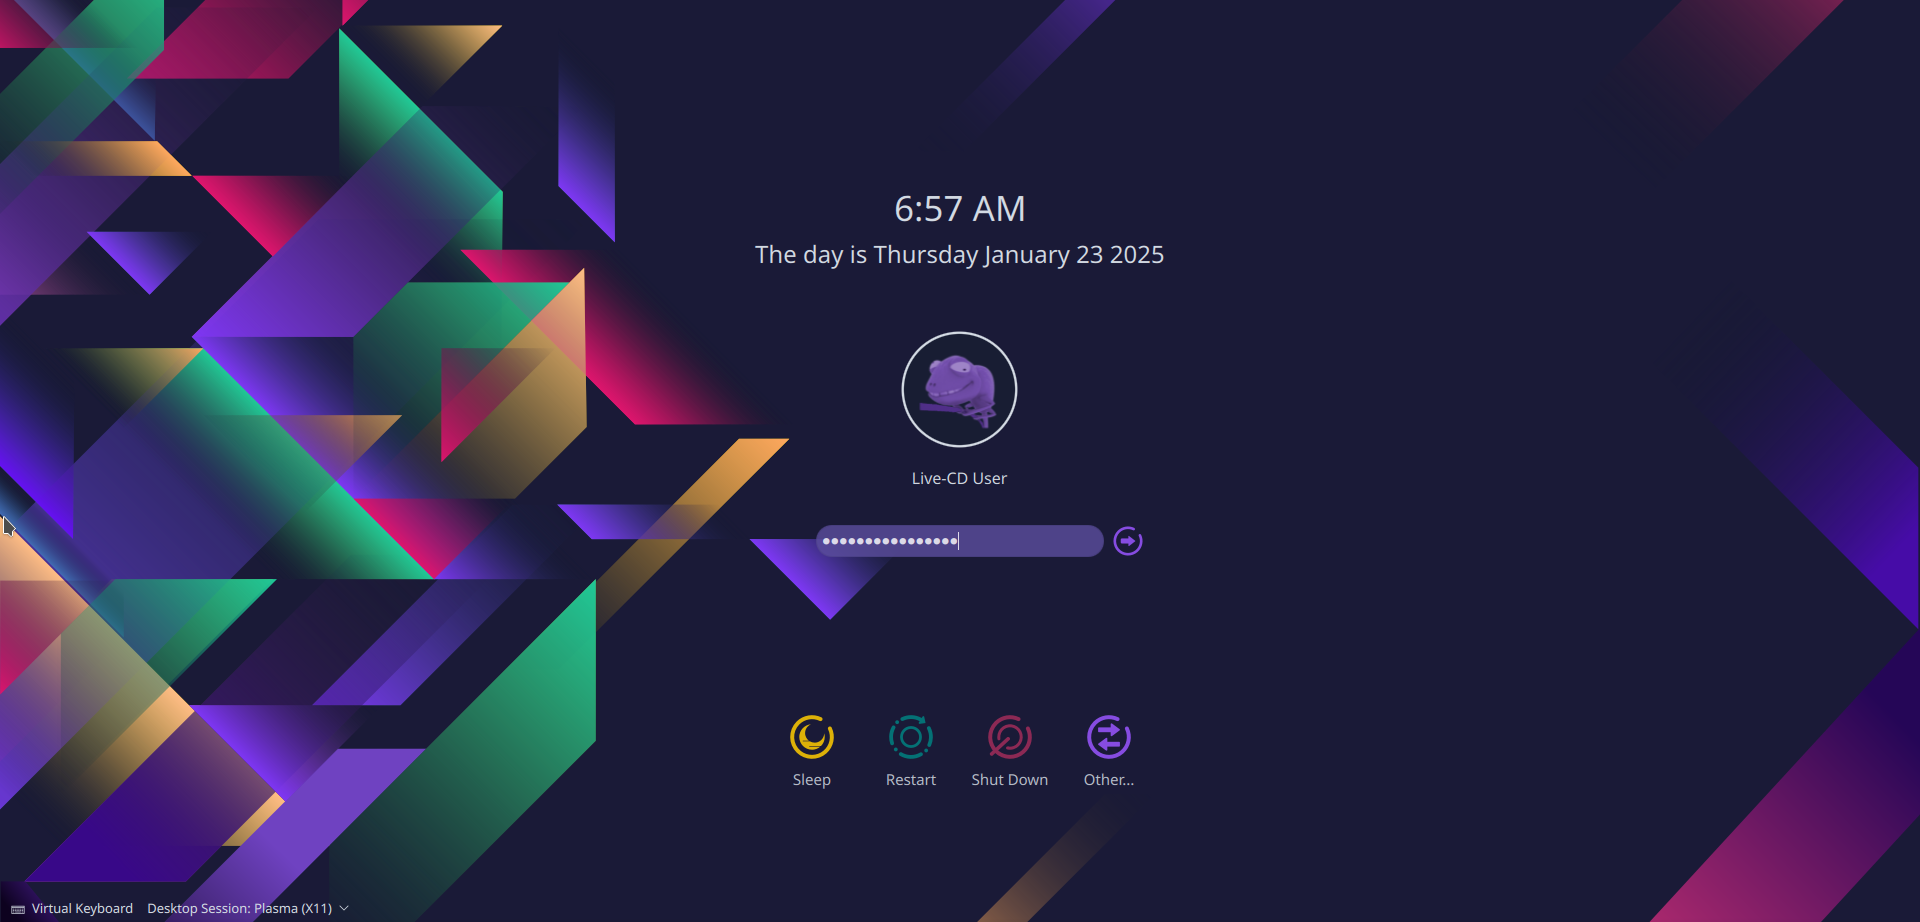 6:57 AM
The day is Thursday January 23 2025
Live-CD User
Sleep
Restart
Shut Down
Other...
Virtual Keyboard
Desktop Session: Plasma (X11)